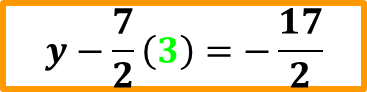 y − 7/2 (3) = − 17/2